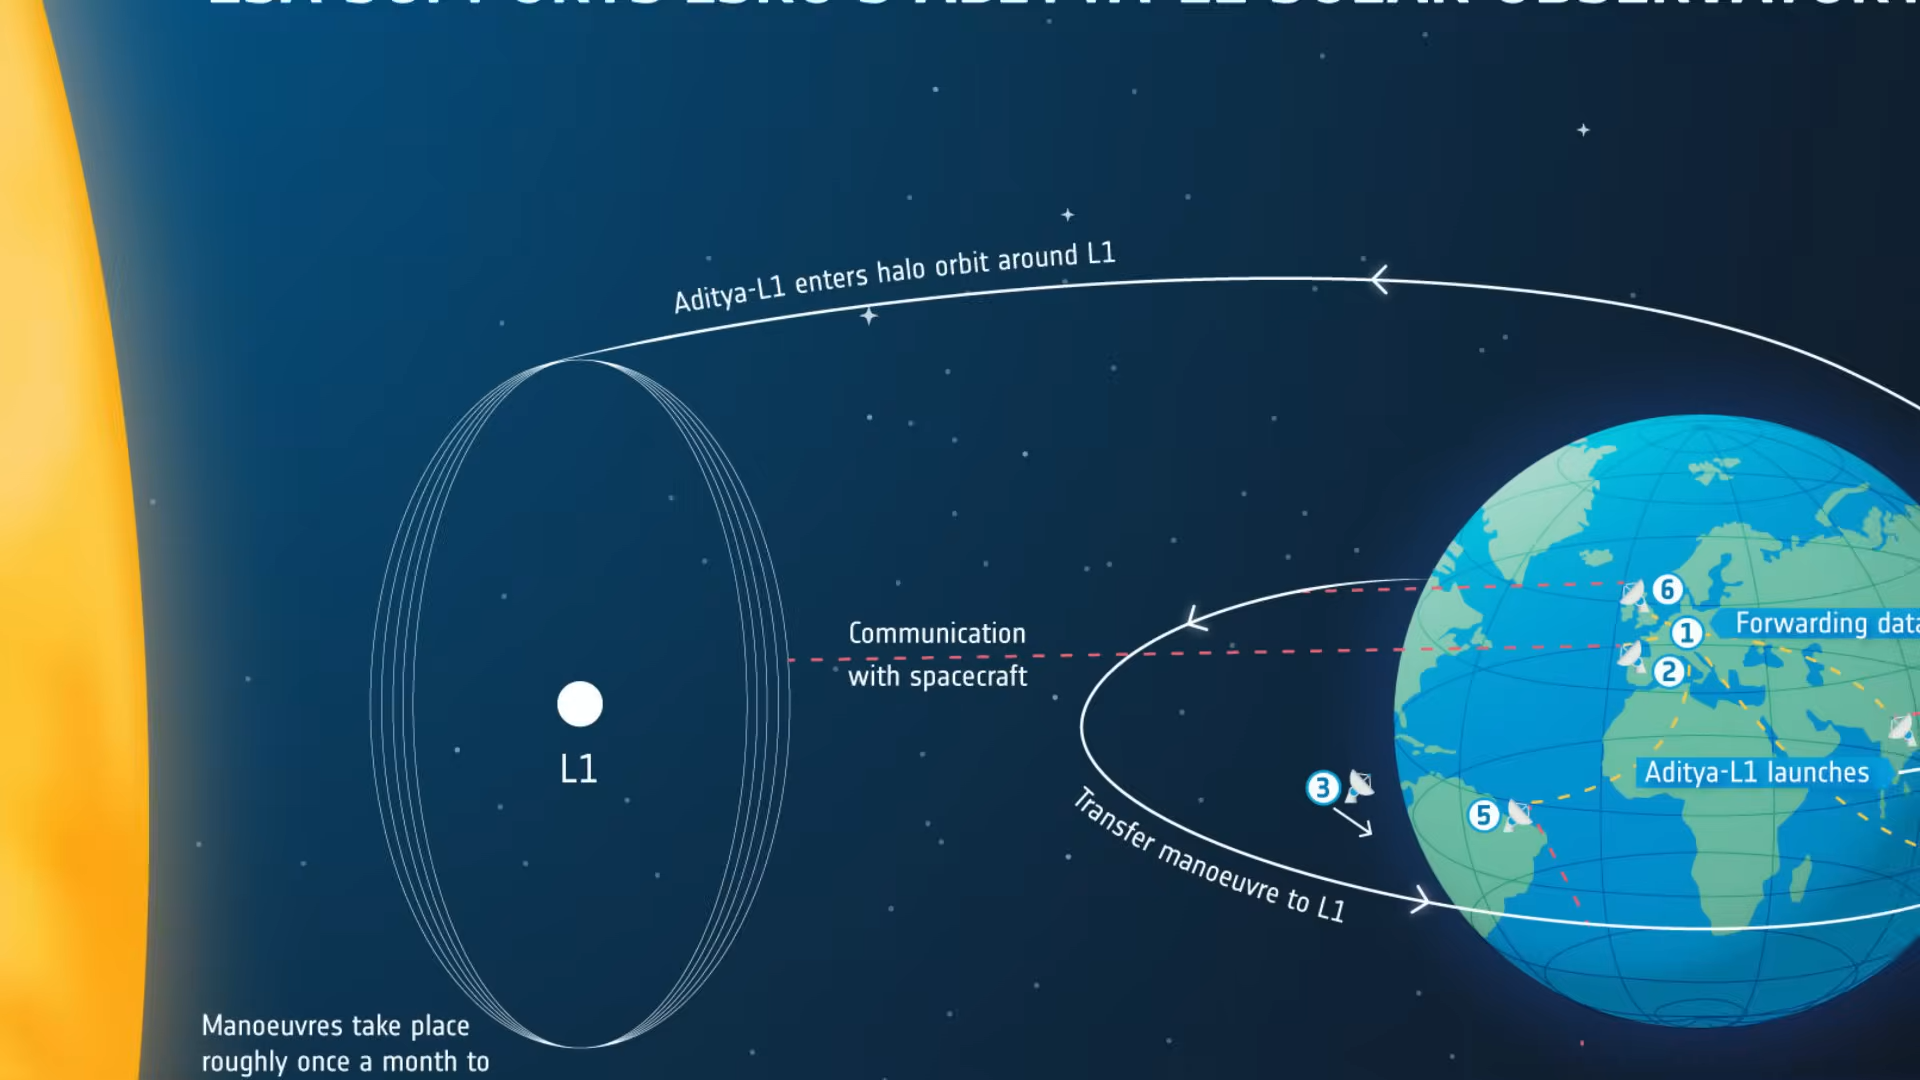 Aditya-L1 enters halo orbit around L1
6
1
Forwarding data
2
Communication
with spacecraft
L1
Aditya-L1 launches
3
5
Transfer manoeuvre to L1
Manoeuvres take place
roughly once a month to